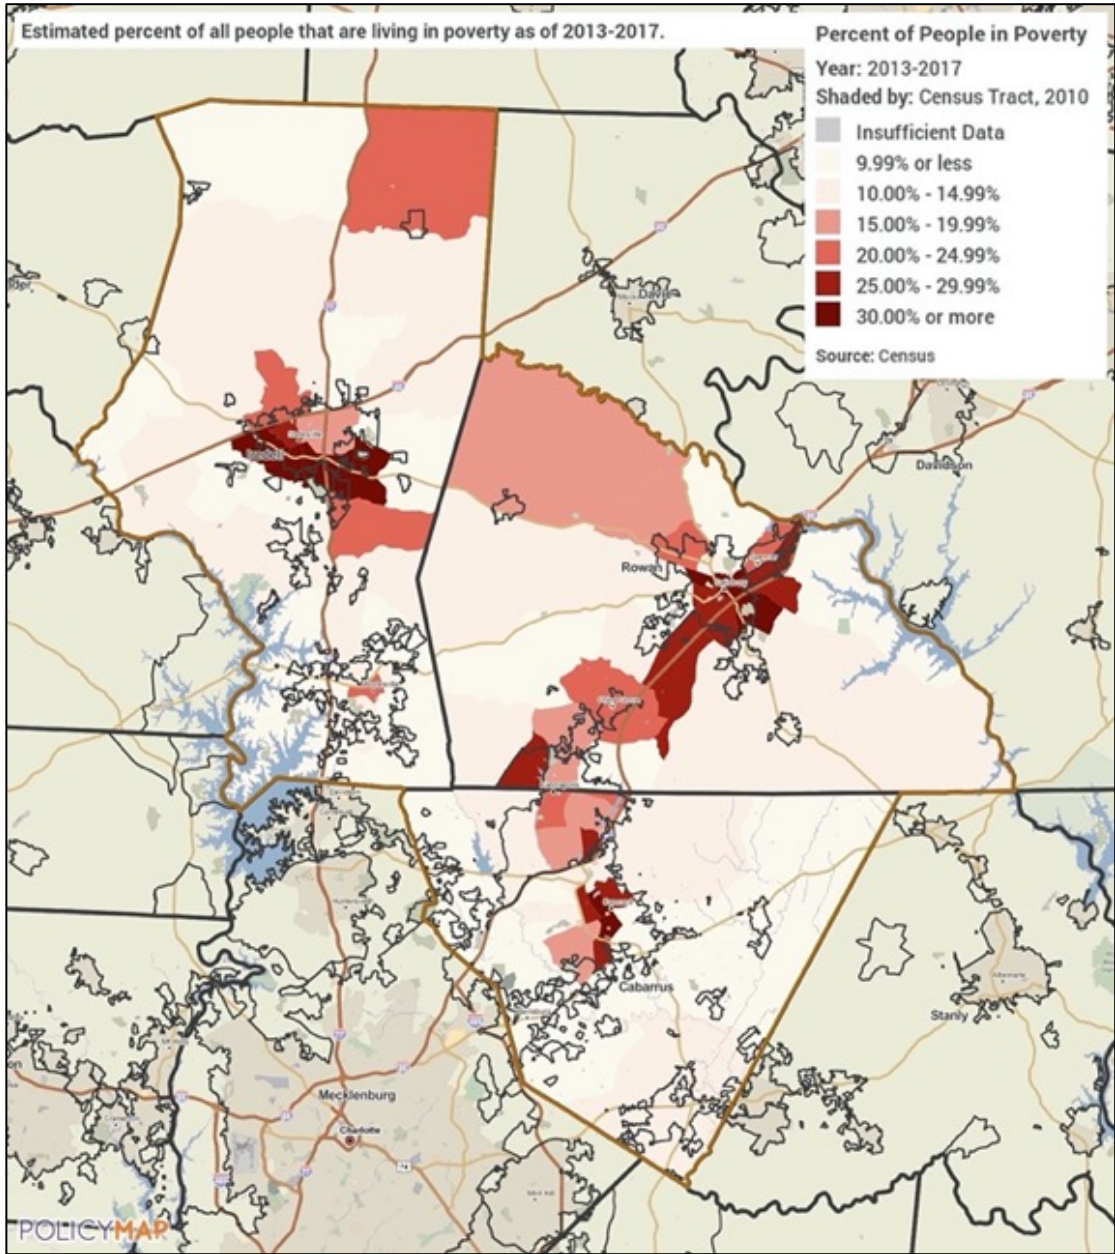 Estimated percent of all people that are living in poverty as of 2013-2017.
Percent of People in Poverty
Year: 2013-2017
Shaded by: Census Tract, 2010
Insufficient Data
9.99% or less
10.00% - 14.99%
15.00% - 19.99%
20.00% - 24.99%
25.00% - 29.99%
30.00% or more
Source: Census
Davie
Davidson
Iredell
Rowan
Cabarrus
Stanly
Mecklenburg
Charlotte
POLICYMAP